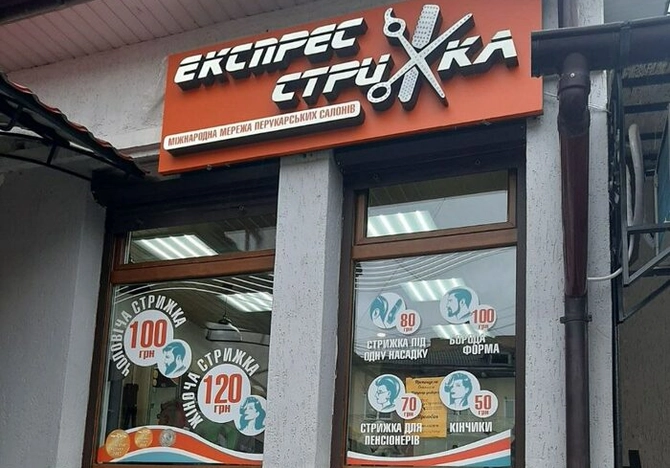 ЕКСПРЕС
СТРИЖКА
МІЖНАРОДНА МЕРЕЖА ПЕРУКАРСЬКИХ САЛОНІВ
ЧОЛОВІЧА СТРИЖКА
100
ГРН
ЖІНОЧА СТРИЖКА
120
ГРН
80
ГРН
СТРИЖКА ПІД
ОДНУ НАСАДКУ
100
ГРН
БОРОДА
ФОРМА
70
ГРН
СТРИЖКА ДЛЯ
ПЕНСІОНЕРІВ
50
ГРН
КІНЧИКИ